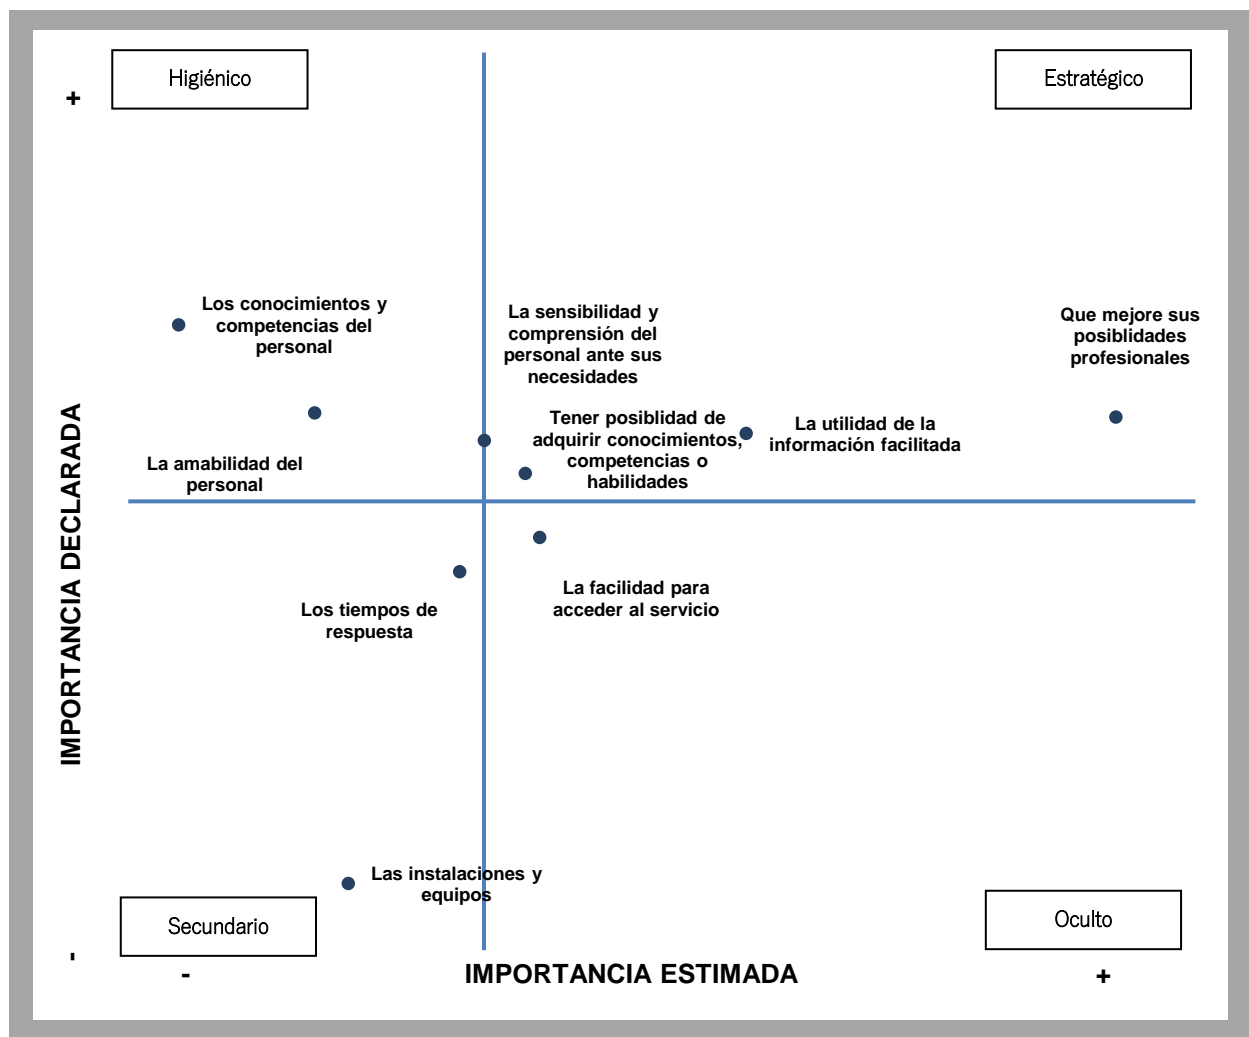 Higiénico
Estratégico
+
Los conocimientos y
competencias del
personal
La sensibilidad y
comprensión del
personal ante sus
necesidades
Que mejore sus
posiblidades
profesionales
Tener posiblidad de
adquirir conocimientos,
competencias o
habilidades
La utilidad de la
información facilitada
La amabilidad del
personal
IMPORTANCIA DECLARADA
La facilidad para
acceder al servicio
Los tiempos de
respuesta
Las instalaciones y
equipos
Secundario
Oculto
-
-
IMPORTANCIA ESTIMADA
+